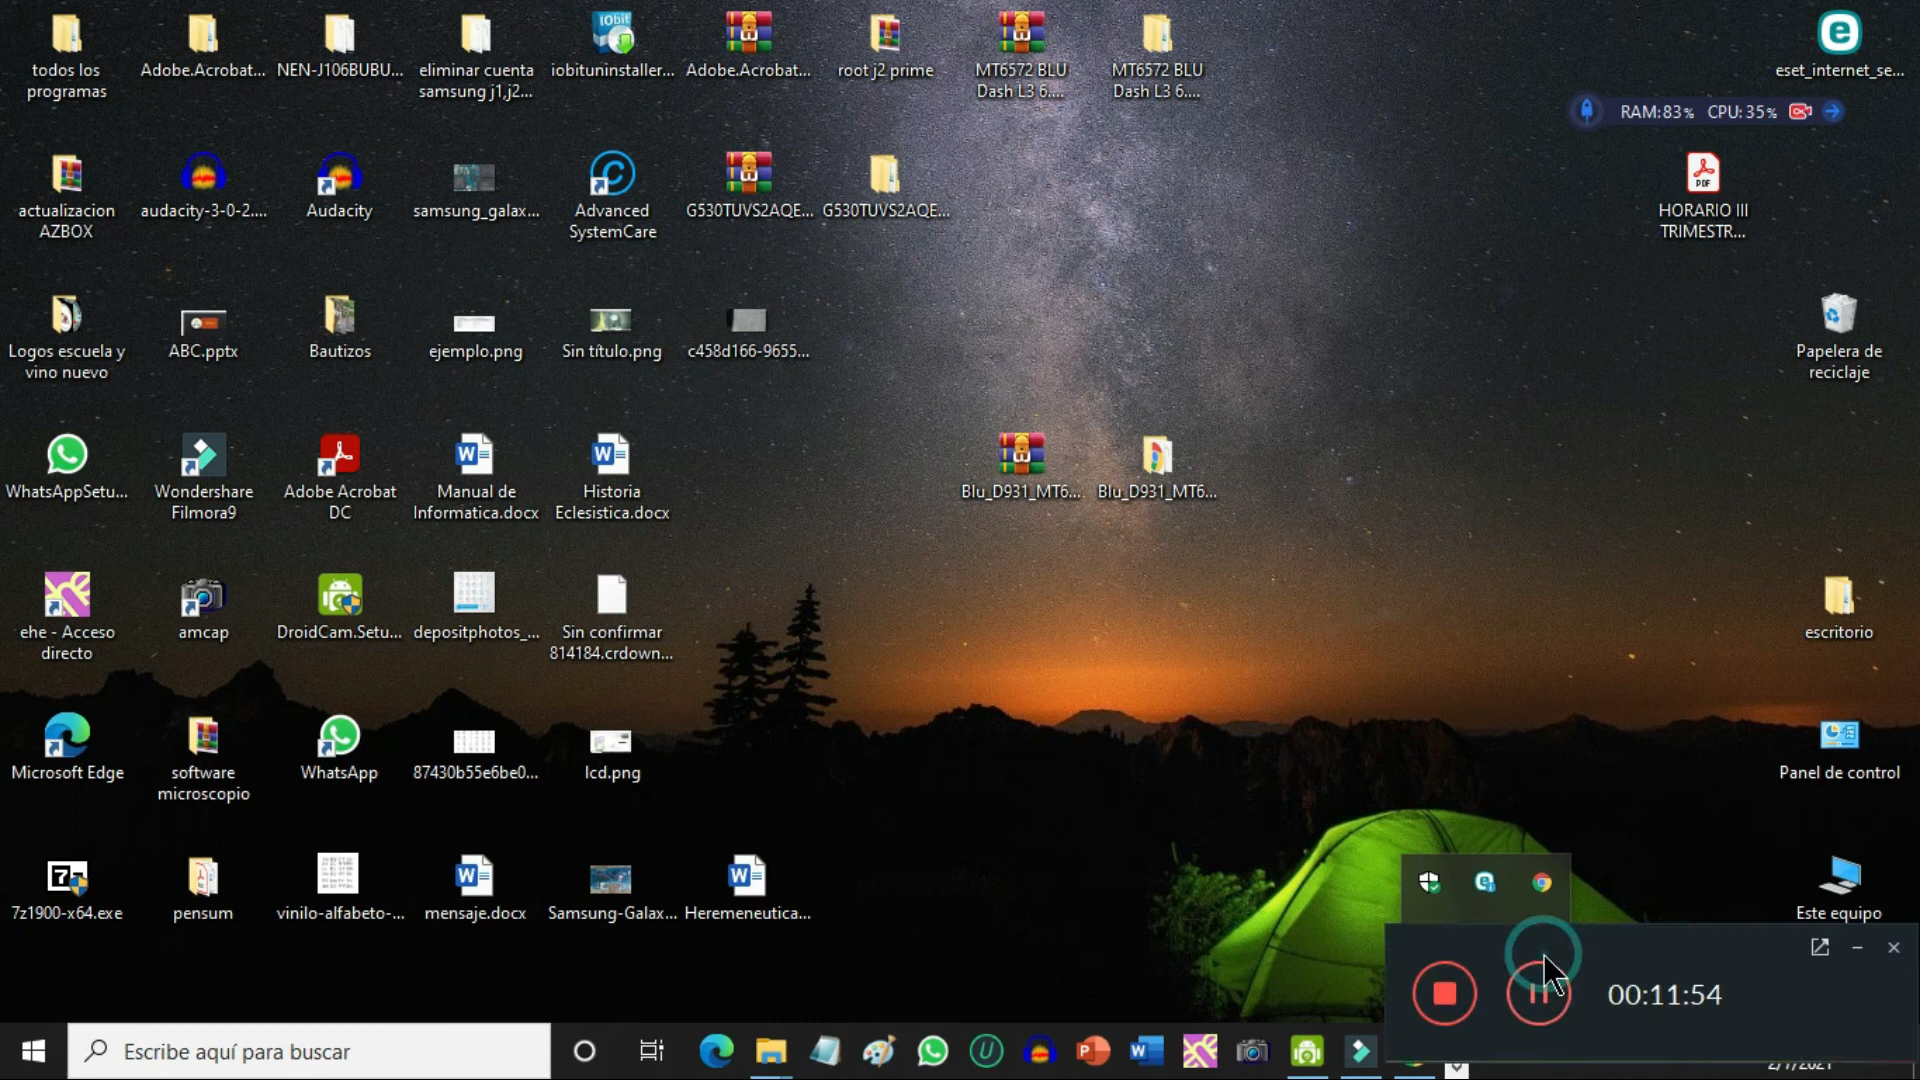 todos los
programas
Adobe.Acrobat...
NEN-J106BUBU...
eliminar cuenta
samsung j1,j2...
iobituninstaller...
Adobe.Acrobat...
root j2 prime
MT6572 BLU
Dash L3 6....
MT6572 BLU
Dash L3 6....
eset_internet_se...
RAM:83% CPU:35%
actualizacion
AZBOX
audacity-3-0-2....
Audacity
samsung_galax...
Advanced
SystemCare
G530TUVS2AQE...
G530TUVS2AQE...
HORARIO III
TRIMESTR...
Logos escuela y
vino nuevo
ABC.pptx
Bautizos
ejemplo.png
Sin título.png
c458d166-9655...
Papelera de
reciclaje
WhatsAppSetu...
Wondershare
Filmora9
Adobe Acrobat
DC
Manual de
Informatica.docx
Historia
Eclesistica.docx
Blu_D931_MT6...
Blu_D931_MT6...
ehe - Acceso
directo
amcap
DroidCam.Setu...
depositphotos_...
Sin confirmar
814184.crdown...
escritorio
Microsoft Edge
software
microscopio
WhatsApp
87430b55e6be0...
lcd.png
Panel de control
7z1900-x64.exe
pensum
vinilo-alfabeto-...
mensaje.docx
Samsung-Galax...
Heremeneutica...
Este equipo
00:11:54
Escribe aquí para buscar
2/7/2021